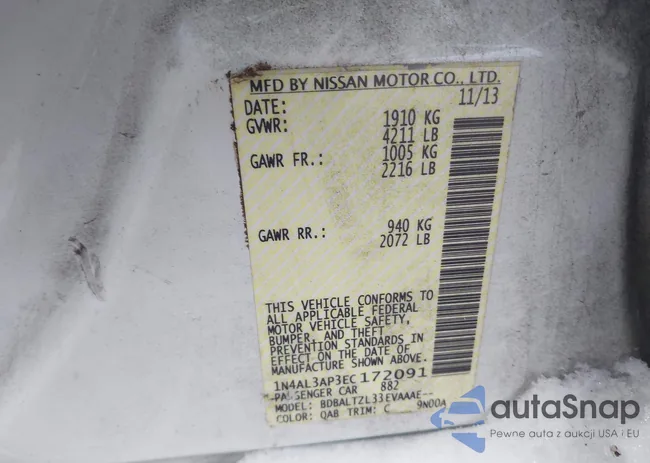 MFD BY NISSAN MOTOR CO., LTD.
DATE: 11/13
GVWR: 1910 KG
4211 LB
GAWR FR.: 1005 KG
2216 LB
GAWR RR.: 940 KG
2072 LB
THIS VEHICLE CONFORMS TO
ALL APPLICABLE FEDERAL
MOTOR VEHICLE SAFETY,
BUMPER, AND THEFT
PREVENTION STANDARDS IN
EFFECT ON THE DATE OF
MANUFACTURE SHOWN ABOVE.
1N4AL3AP3EC172091
PASSENGER CAR 882
MODEL: BDBALTZL33EVAAAE--
COLOR: QAB TRIM: C 9N00A
autoSnap
Pewne auta z aukcji USA i EU